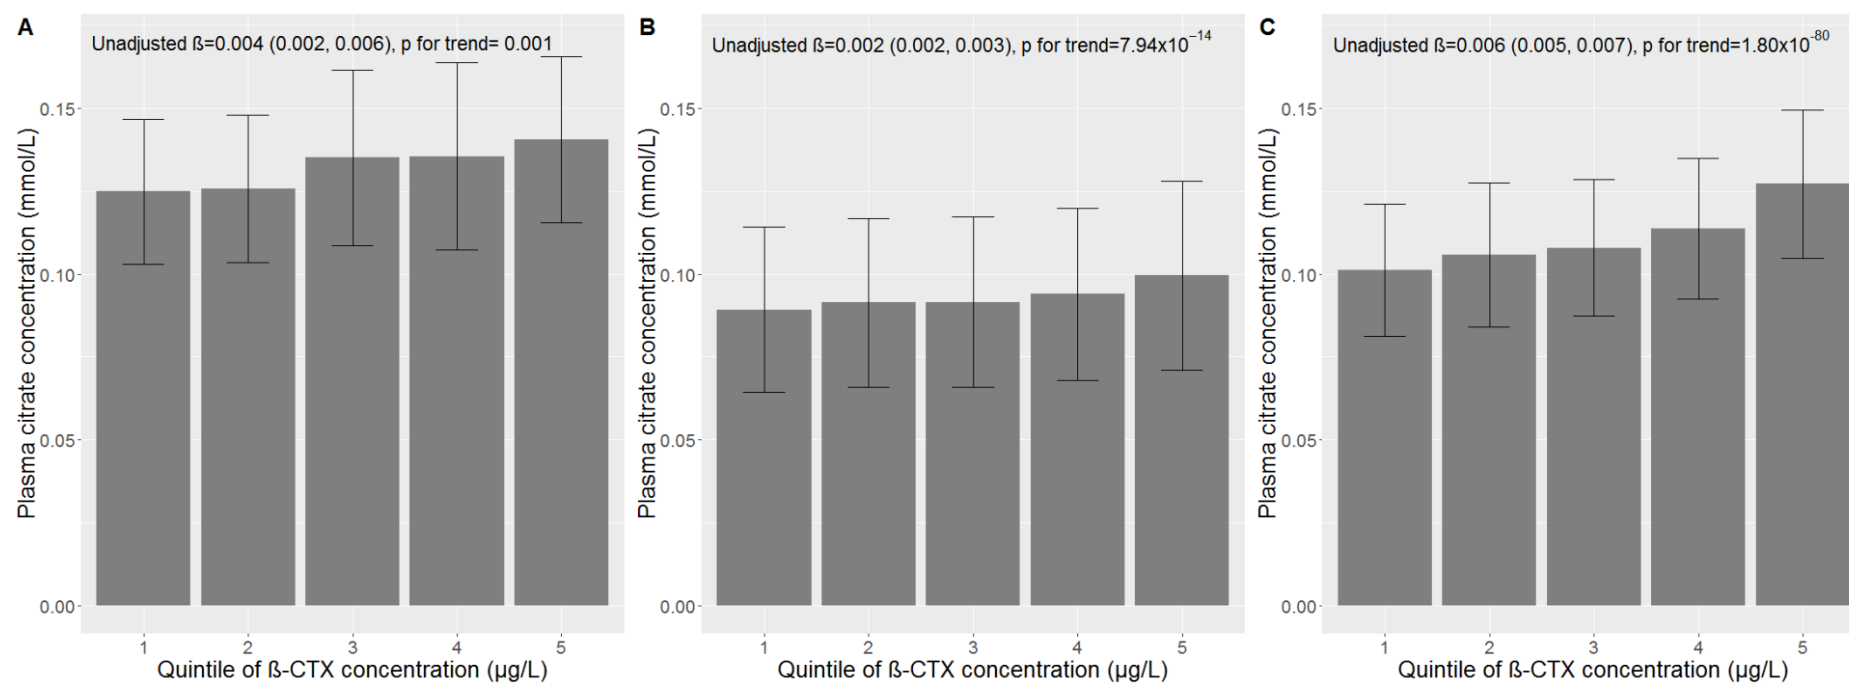 A
Unadjusted ß=0.004 (0.002, 0.006), p for trend= 0.001
Plasma citrate concentration (mmol/L)
0.15
0.10
0.05
0.00
1 2 3 4 5
Quintile of ß-CTX concentration (µg/L)
B
Unadjusted ß=0.002 (0.002, 0.003), p for trend=7.94x10⁻¹⁴
Plasma citrate concentration (mmol/L)
0.15
0.10
0.05
0.00
1 2 3 4 5
Quintile of ß-CTX concentration (µg/L)
C
Unadjusted ß=0.006 (0.005, 0.007), p for trend=1.80x10⁻⁸⁰
Plasma citrate concentration (mmol/L)
0.15
0.10
0.05
0.00
1 2 3 4 5
Quintile of ß-CTX concentration (µg/L)